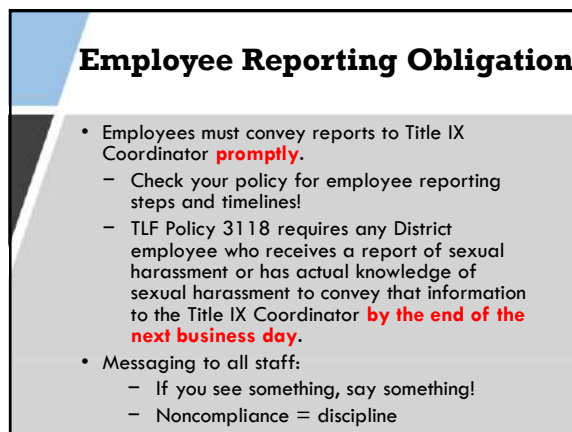 Employee Reporting Obligation
• Employees must convey reports to Title IX
Coordinator promptly.
– Check your policy for employee reporting
steps and timelines!
– TLF Policy 3118 requires any District
employee who receives a report of sexual
harassment or has actual knowledge of
sexual harassment to convey that information
to the Title IX Coordinator by the end of the
next business day.
• Messaging to all staff:
– If you see something, say something!
– Noncompliance = discipline